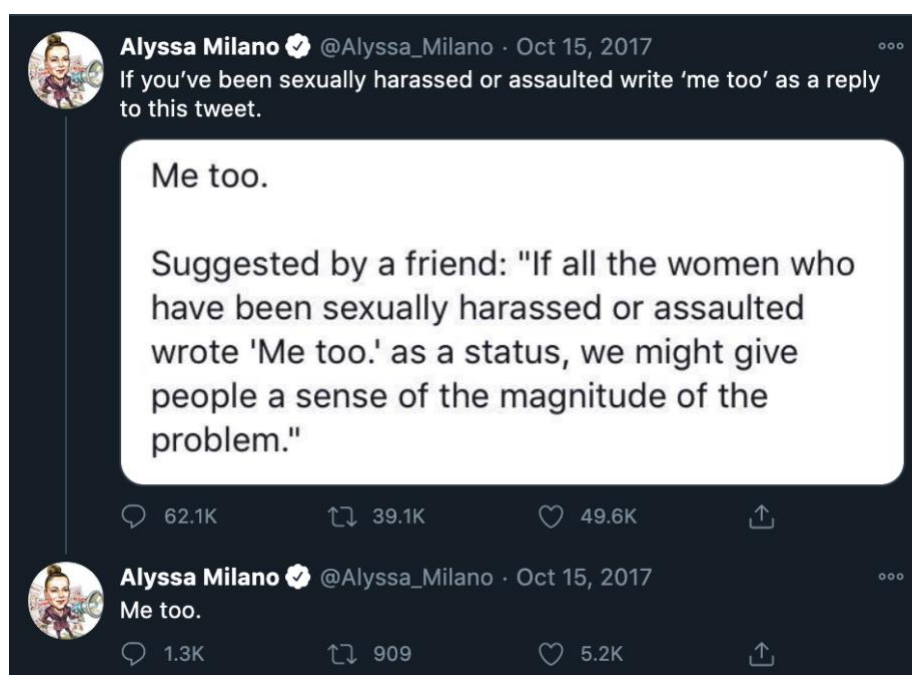 Alyssa Milano @Alyssa_Milano · Oct 15, 2017
If you’ve been sexually harassed or assaulted write ‘me too’ as a reply
to this tweet.
Me too.
Suggested by a friend: "If all the women who
have been sexually harassed or assaulted
wrote 'Me too.' as a status, we might give
people a sense of the magnitude of the
problem."
62.1K 39.1K 49.6K
Alyssa Milano @Alyssa_Milano · Oct 15, 2017
Me too.
1.3K 909 5.2K